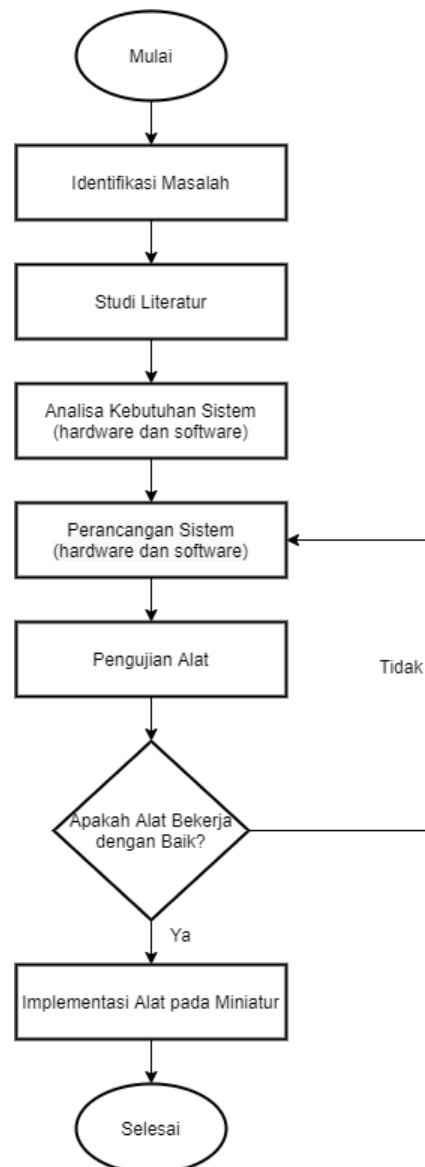 Mulai
Identifikasi Masalah
Studi Literatur
Analisa Kebutuhan Sistem
(hardware dan software)
Perancangan Sistem
(hardware dan software)
Pengujian Alat
Tidak
Apakah Alat Bekerja
dengan Baik?
Ya
Implementasi Alat pada Miniatur
Selesai